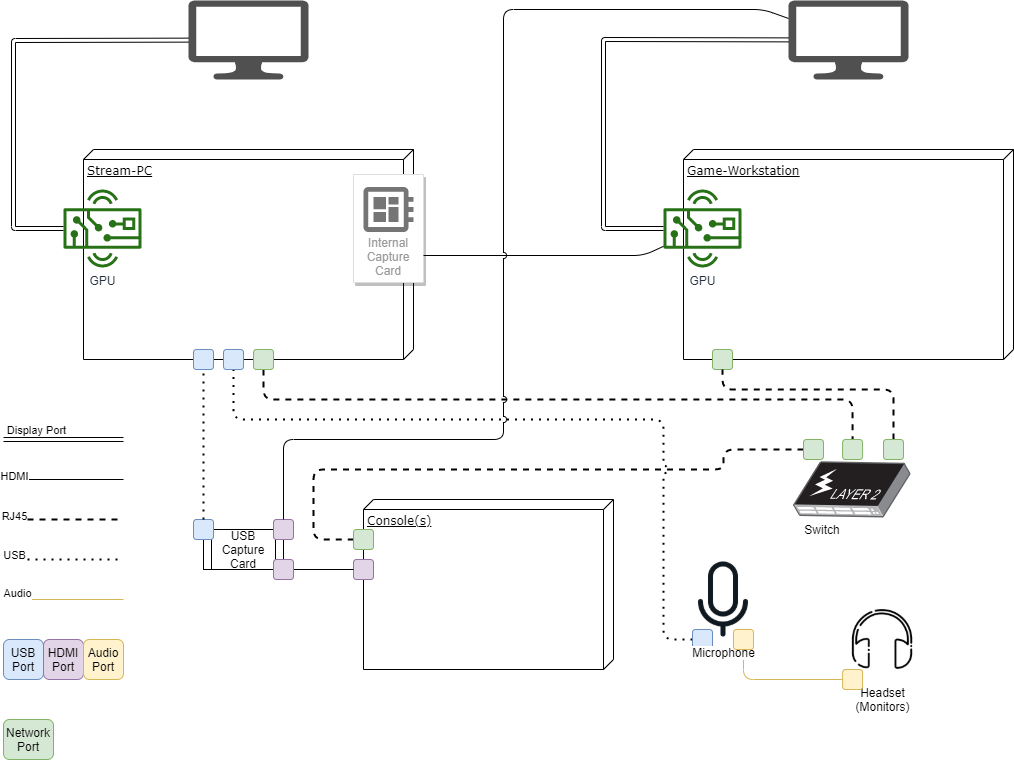 Stream-PC
Game-Workstation
Internal
Capture
Card
GPU
GPU
Display Port
HDMI
RJ45
USB
Audio
USB
Capture
Card
Console(s)
LAYER 2
Switch
Microphone
Headset
(Monitors)
USB
Port
HDMI
Port
Audio
Port
Network
Port